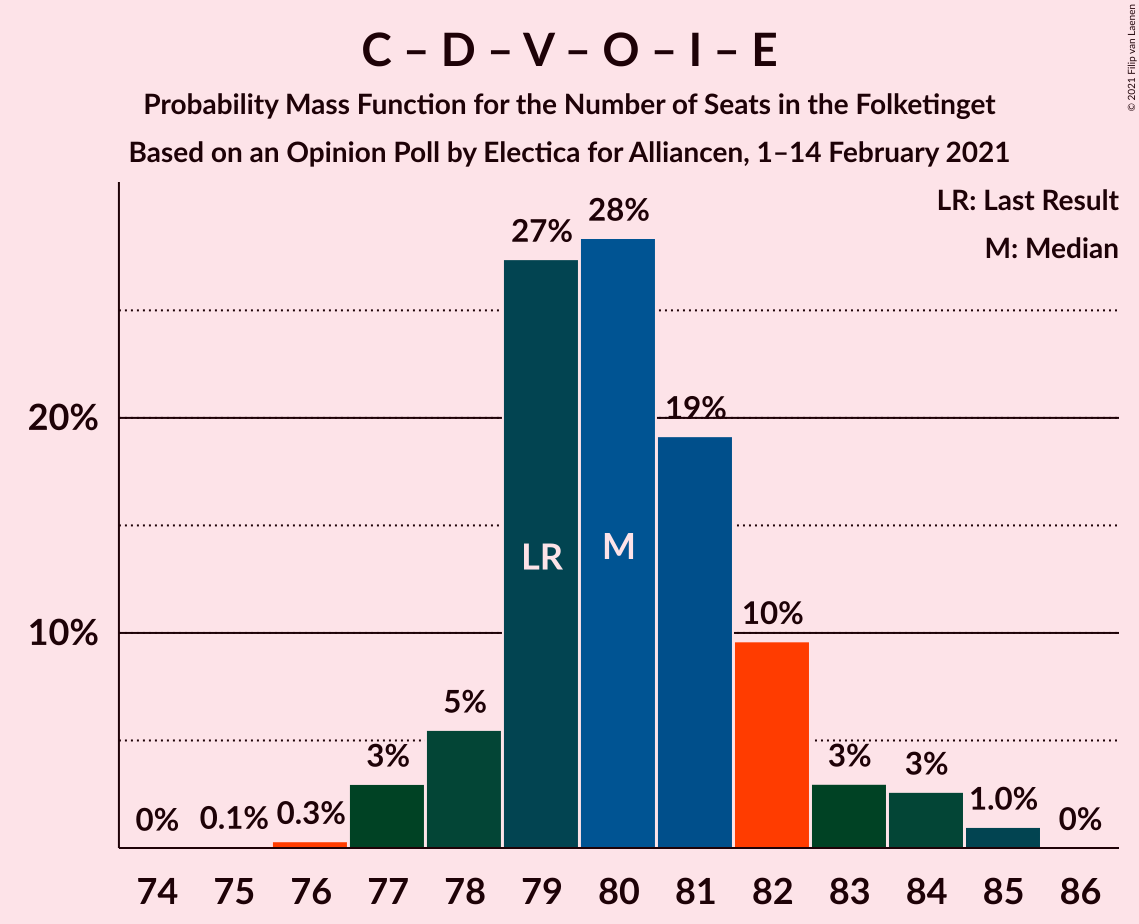 C – D – V – O – I – E
Probability Mass Function for the Number of Seats in the Folketinget
Based on an Opinion Poll by Electica for Alliancen, 1–14 February 2021
© 2021 Filip van Laenen
LR: Last Result
M: Median
20%
10%
0%
0.1%
0.3%
3%
5%
27%
28%
19%
10%
3%
3%
1.0%
0%
LR
M
74 75 76 77 78 79 80 81 82 83 84 85 86